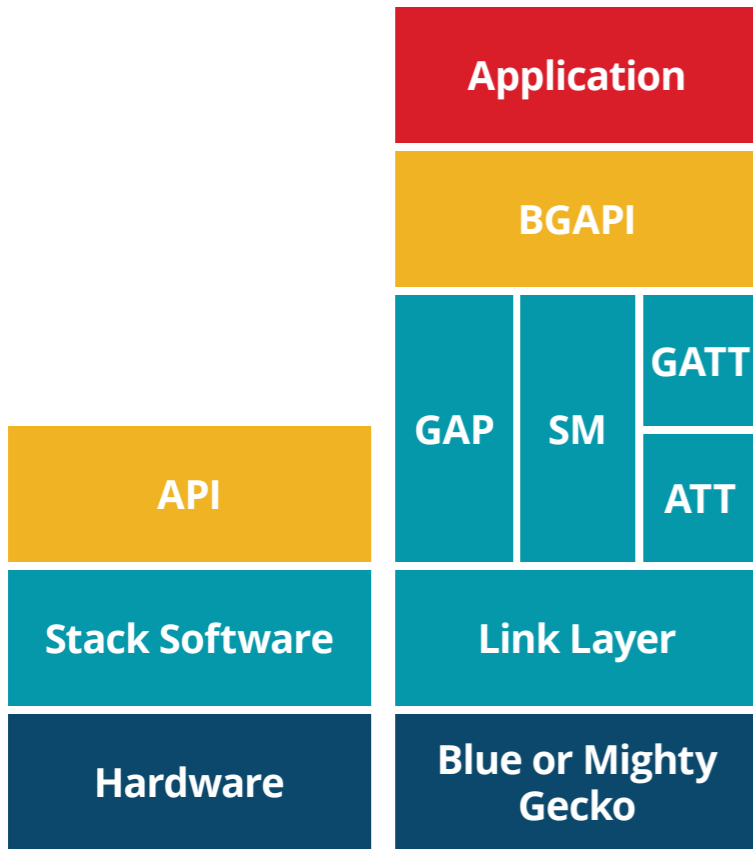 Application
BGAPI
GAP
SM
GATT
ATT
API
Stack Software
Link Layer
Hardware
Blue or Mighty
Gecko